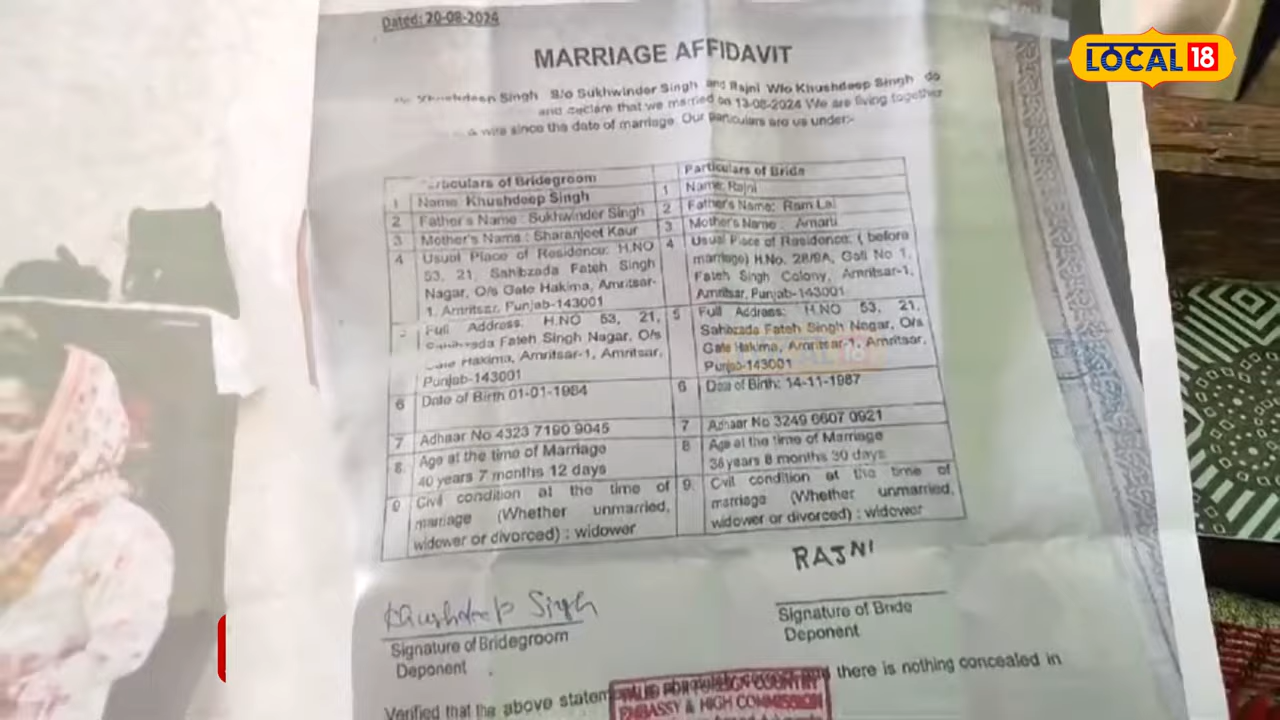 Dated: 20-08-2024
LOCAL 18
MARRIAGE AFFIDAVIT
Khushdeep Singh S/o Sukhwinder Singh and Rajni W/o Khushdeep Singh do
and declare that we married on 13-08-2024 We are living together
wife since the date of marriage. Our particulars are us under:-
Particulars of Bridegroom
1 Name Khushdeep Singh
2 Father's Name : Sukhwinder Singh
3 Mother's Name : Sharanjeet Kaur
4 Usual Place of Residence: H.NO
53, 21, Sahibzada Fateh Singh
Nagar, O/s Gate Hakima, Amritsar-
1, Amritsar, Punjab-143001
5 Full Address: H.NO 53, 21,
Sahibzada Fateh Singh Nagar, O/s
Gate Hakima, Amritsar-1, Amritsar,
Punjab-143001
6 Date of Birth 01-01-1984
7 Adhaar No 4323 7190 9045
8. Age at the time of Marriage
40 years 7 months 12 days
9 Civil condition at the time of
marriage (Whether unmarried,
widower or divorced) : widower
Particulars of Bride
1 Name: Rajni
2 Father's Name: Ram Lal
3 Mother's Name : Amaru
4 Usual Place of Residence: ( before
marriage) H.No. 28/9A, Gali No 1,
Fateh Singh Colony, Amritsar-1,
Amritsar, Punjab-143001
5 Full Address: H.NO 53, 21,
Sahibzada Fateh Singh Nagar, O/s
Gate Hakima, Amritsar-1, Amritsar,
Punjab-143001
LOCAL 18
6 Date of Birth: 14-11-1987
7 Adhaar No 3249 6607 0921
8 Age at the time of Marriage
36 years 8 months 30 days
9. Civil condition at the time of
marriage (Whether unmarried,
widower or divorced) : widower
Khushdeep Singh
Signature of Bridegroom
Deponent
RAJNI
Signature of Bride
Deponent
Verified that the above statement there is nothing concealed in
VALID FOR FOREIGN COUNTRY
EMBASSY & HIGH COMMISSION